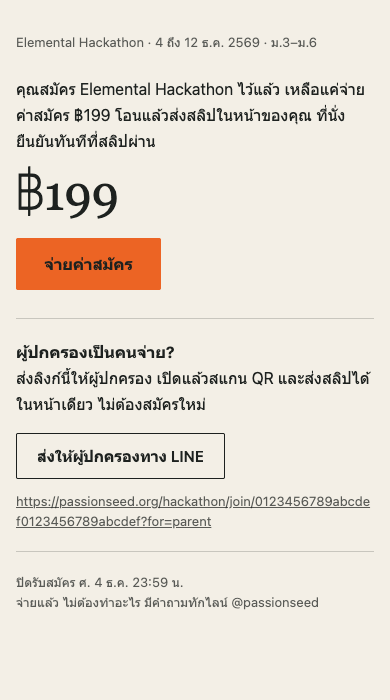 Elemental Hackathon · 4 ถึง 12 ธ.ค. 2569 · ม.3–ม.6
คุณสมัคร Elemental Hackathon ไว้แล้ว เหลือแค่จ่าย
ค่าสมัคร ฿199 โอนแล้วส่งสลิปในหน้าของคุณ ที่นั่ง
ยืนยันทันทีที่สลิปผ่าน
฿199
จ่ายค่าสมัคร
ผู้ปกครองเป็นคนจ่าย?
ส่งลิงก์นี้ให้ผู้ปกครอง เปิดแล้วสแกน QR และส่งสลิปได้
ในหน้าเดียว ไม่ต้องสมัครใหม่
ส่งให้ผู้ปกครองทาง LINE
https://passionseed.org/hackathon/join/0123456789abcde
f0123456789abcdef?for=parent
ปิดรับสมัคร ศ. 4 ธ.ค. 23:59 น.
จ่ายแล้ว ไม่ต้องทำอะไร มีคำถามทักไลน์ @passionseed